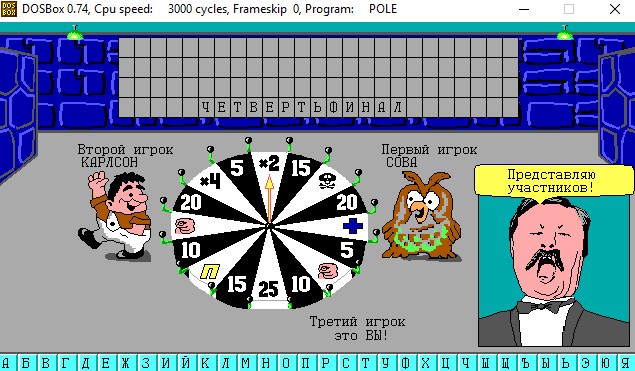 DOSBox 0.74, Cpu speed: 3000 cycles, Frameskip 0, Program: POLE
ЧЕТВЕРТЬФИНАЛ
Второй игрок
КАРЛСОН
Первый игрок
СОВА
Представляю
участников!
×2
15
5
10
25
10
15
П
10
20
×4
5
20
Третий игрок
это ВЫ!
А Б В Г Д Е Ж З И Й К Л М Н О П Р С Т У Ф Х Ц Ч Ш Щ Ъ Ы Ь Э Ю Я